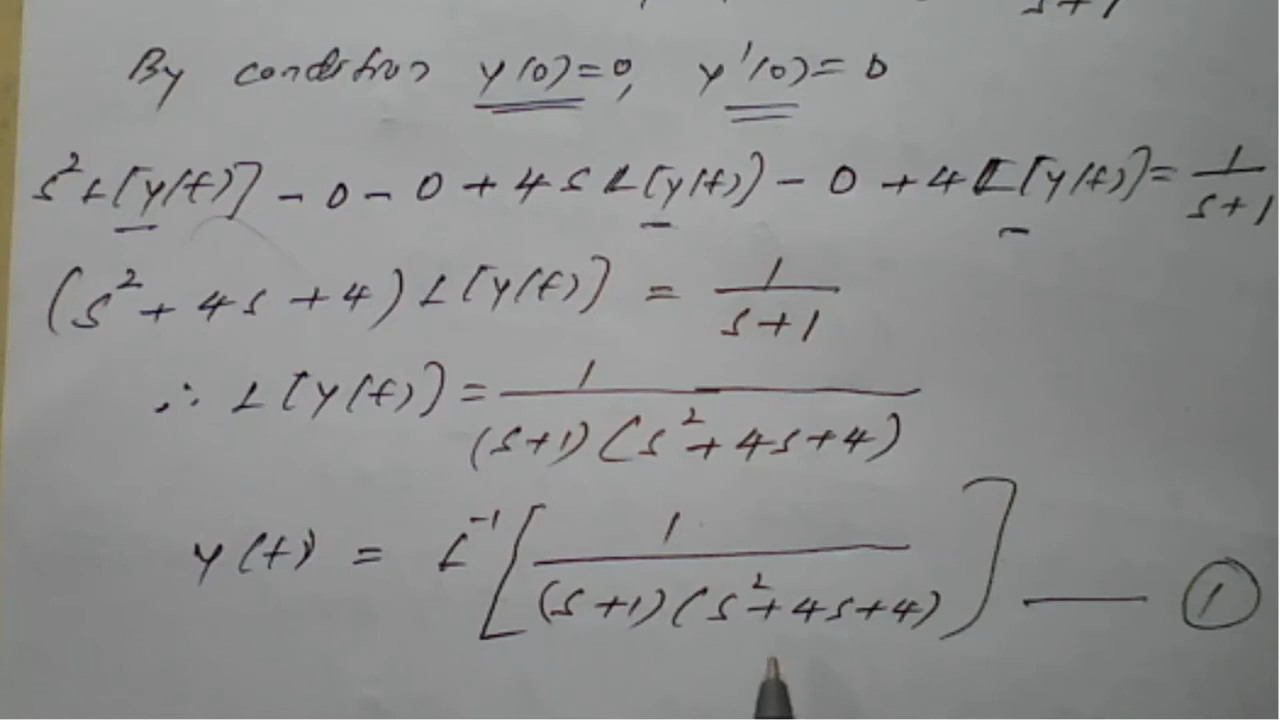 s+1
By condition y(0)=0, y'(0)=0
s²L[y(t)] - 0 - 0 + 4sL[y(t)] - 0 + 4L[y(t)] = 1/(s+1)
(s² + 4s + 4) L[y(t)] = 1/(s+1)
∴ L[y(t)] = 1/((s+1)(s²+4s+4))
y(t) = L⁻¹[1/((s+1)(s²+4s+4))] — ①